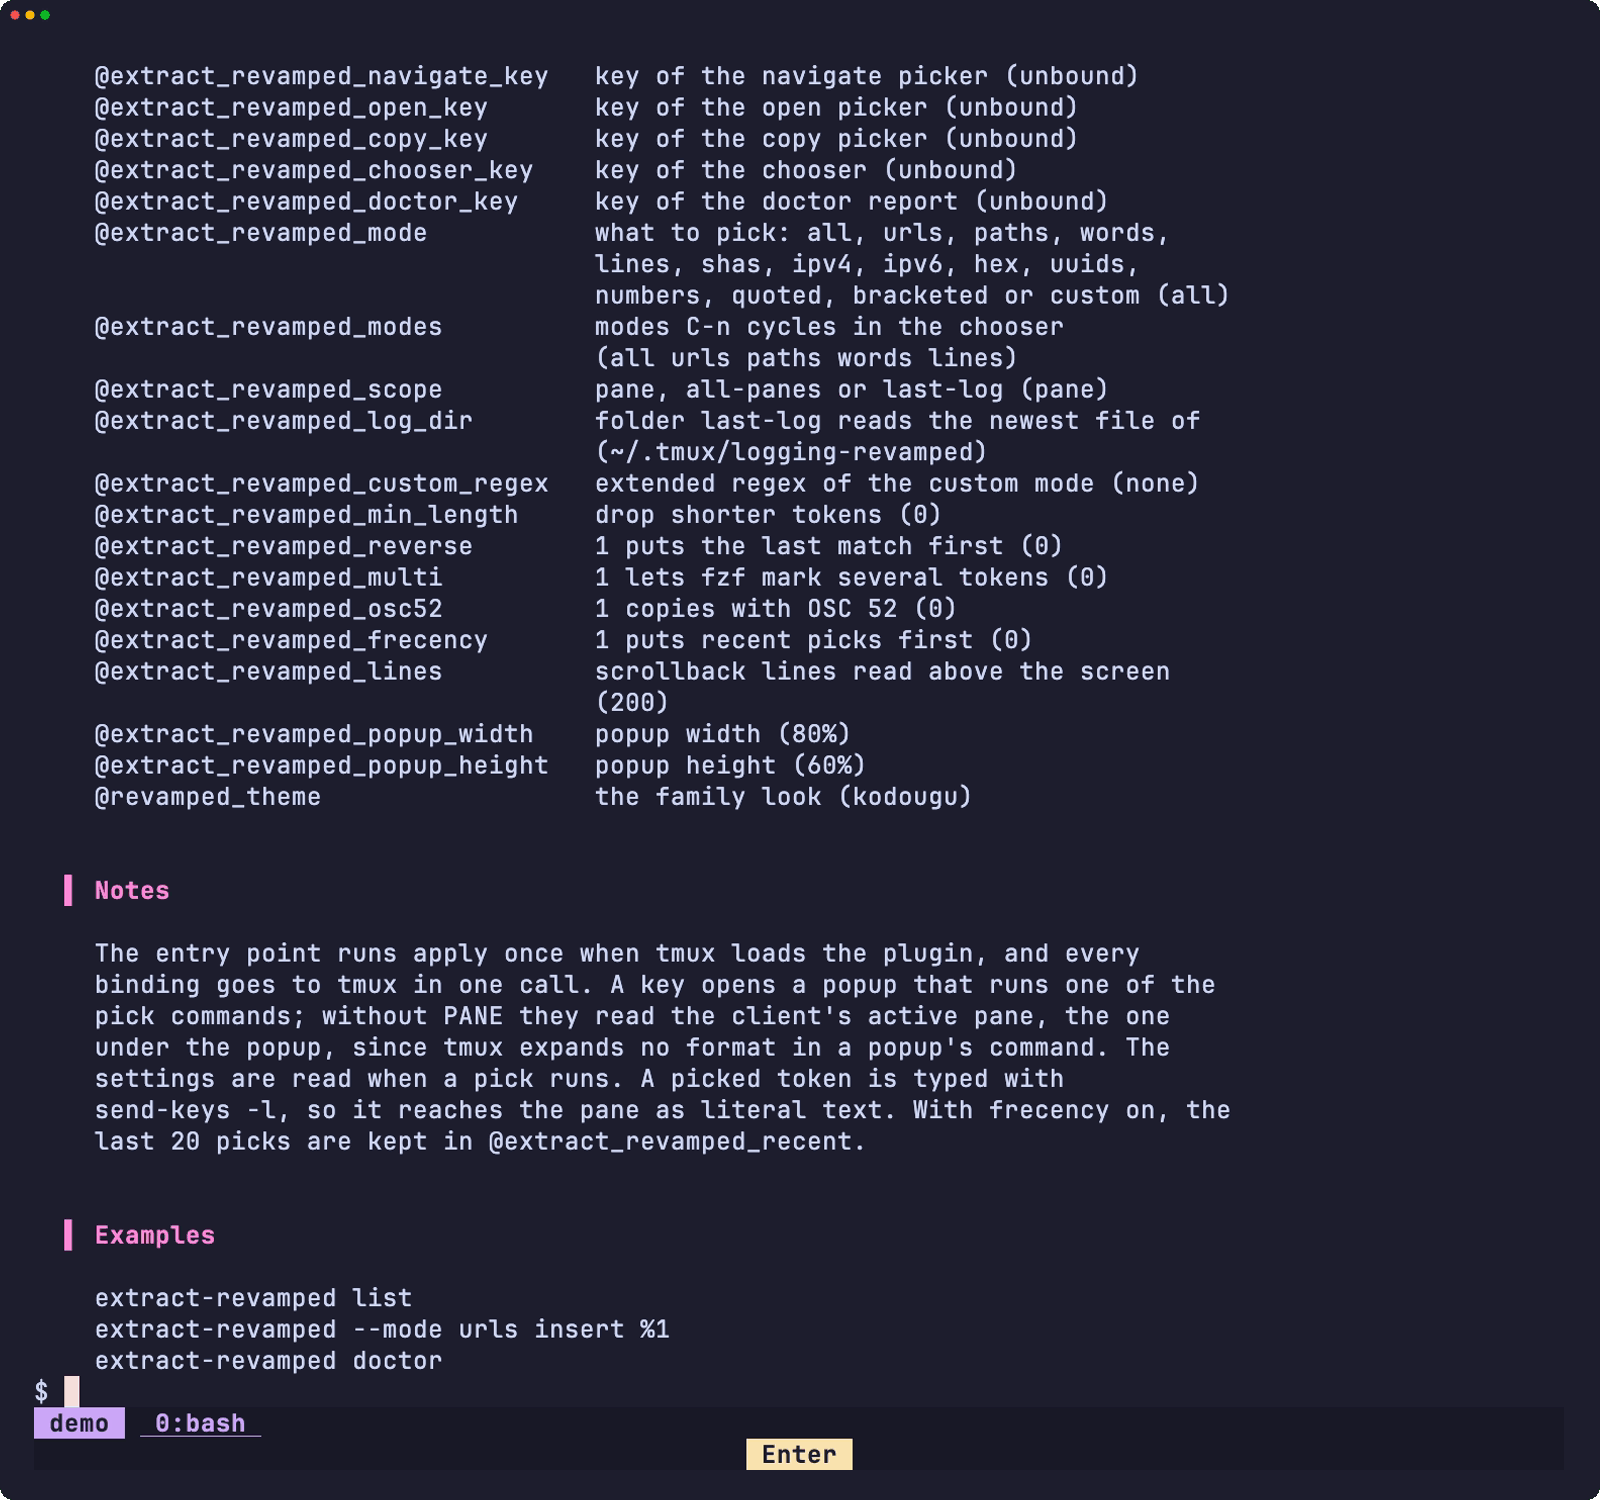 @extract_revamped_navigate_key   key of the navigate picker (unbound)
@extract_revamped_open_key       key of the open picker (unbound)
@extract_revamped_copy_key       key of the copy picker (unbound)
@extract_revamped_chooser_key    key of the chooser (unbound)
@extract_revamped_doctor_key     key of the doctor report (unbound)
@extract_revamped_mode           what to pick: all, urls, paths, words,
                                 lines, shas, ipv4, ipv6, hex, uuids,
                                 numbers, quoted, bracketed or custom (all)
@extract_revamped_modes          modes C-n cycles in the chooser
                                 (all urls paths words lines)
@extract_revamped_scope          pane, all-panes or last-log (pane)
@extract_revamped_log_dir        folder last-log reads the newest file of
                                 (~/.tmux/logging-revamped)
@extract_revamped_custom_regex   extended regex of the custom mode (none)
@extract_revamped_min_length     drop shorter tokens (0)
@extract_revamped_reverse        1 puts the last match first (0)
@extract_revamped_multi          1 lets fzf mark several tokens (0)
@extract_revamped_osc52          1 copies with OSC 52 (0)
@extract_revamped_frecency       1 puts recent picks first (0)
@extract_revamped_lines          scrollback lines read above the screen
                                 (200)
@extract_revamped_popup_width    popup width (80%)
@extract_revamped_popup_height   popup height (60%)
@revamped_theme                  the family look (kodougu)
Notes
The entry point runs apply once when tmux loads the plugin, and every
binding goes to tmux in one call. A key opens a popup that runs one of the
pick commands; without PANE they read the client's active pane, the one
under the popup, since tmux expands no format in a popup's command. The
settings are read when a pick runs. A picked token is typed with
send-keys -l, so it reaches the pane as literal text. With frecency on, the
last 20 picks are kept in @extract_revamped_recent.
Examples
extract-revamped list
extract-revamped --mode urls insert %1
extract-revamped doctor
$
demo 0:bash
Enter